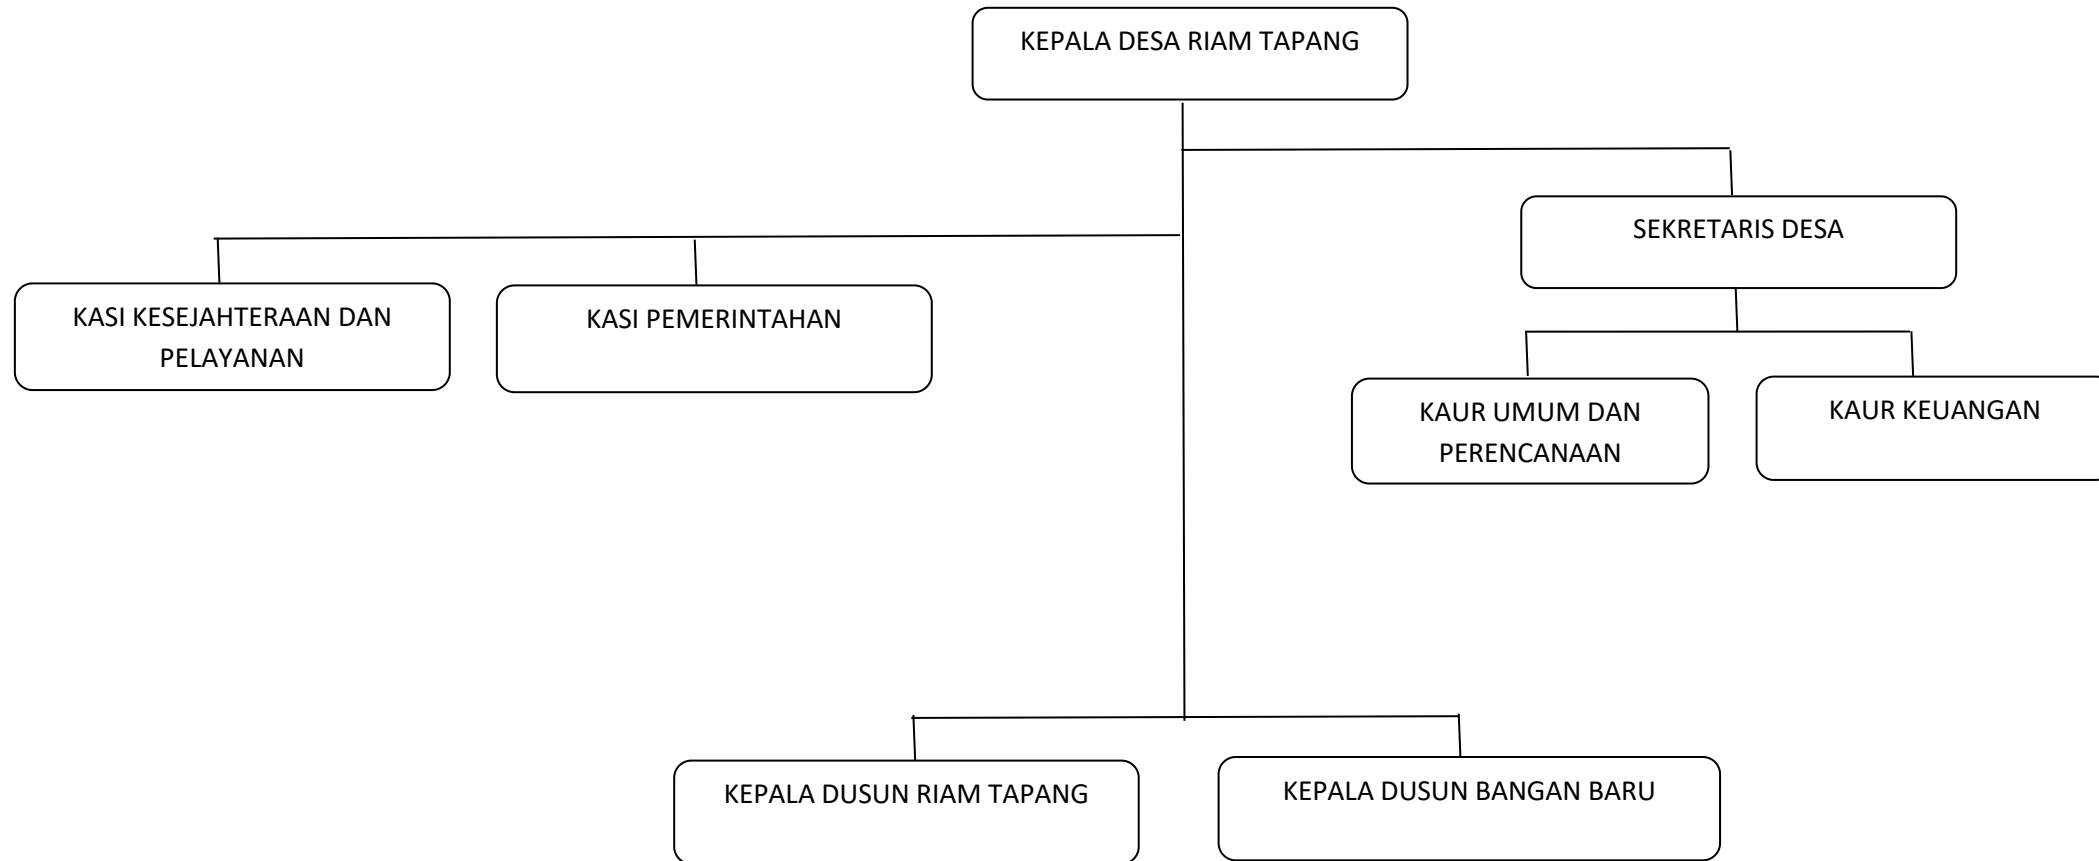 KEPALA DESA RIAM TAPANG
SEKRETARIS DESA
KASI KESEJAHTERAAN DAN
PELAYANAN
KASI PEMERINTAHAN
KAUR UMUM DAN
PERENCANAAN
KAUR KEUANGAN
KEPALA DUSUN RIAM TAPANG
KEPALA DUSUN BANGAN BARU